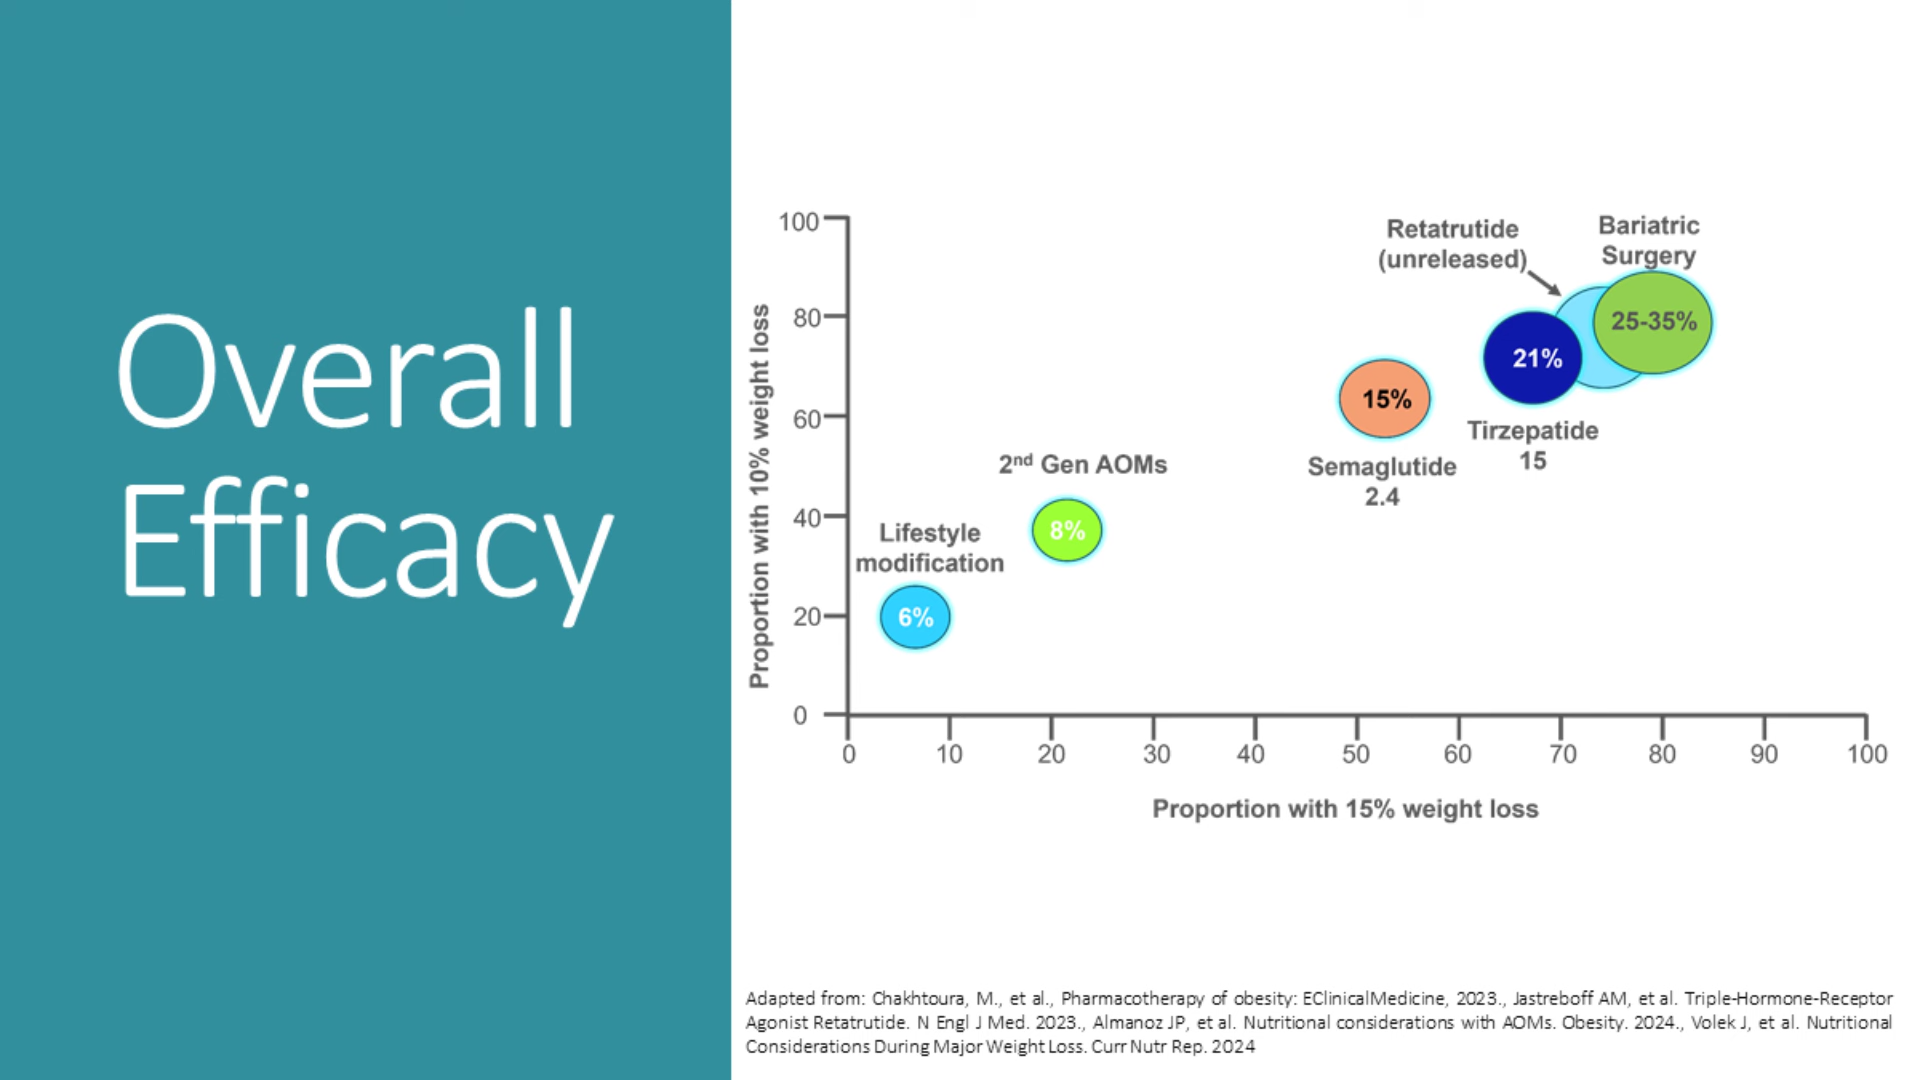 Overall
Efficacy
Proportion with 10% weight loss
100
80
60
40
20
0
0 10 20 30 40 50 60 70 80 90 100
Proportion with 15% weight loss
Lifestyle
modification
6%
2nd Gen AOMs
8%
15%
Semaglutide
2.4
21%
Tirzepatide
15
Retatrutide
(unreleased)
Bariatric
Surgery
25-35%
Adapted from: Chakhtoura, M., et al., Pharmacotherapy of obesity: EClinicalMedicine, 2023., Jastreboff AM, et al. Triple-Hormone-Receptor
Agonist Retatrutide. N Engl J Med. 2023., Almanoz JP, et al. Nutritional considerations with AOMs. Obesity. 2024., Volek J, et al. Nutritional
Considerations During Major Weight Loss. Curr Nutr Rep. 2024